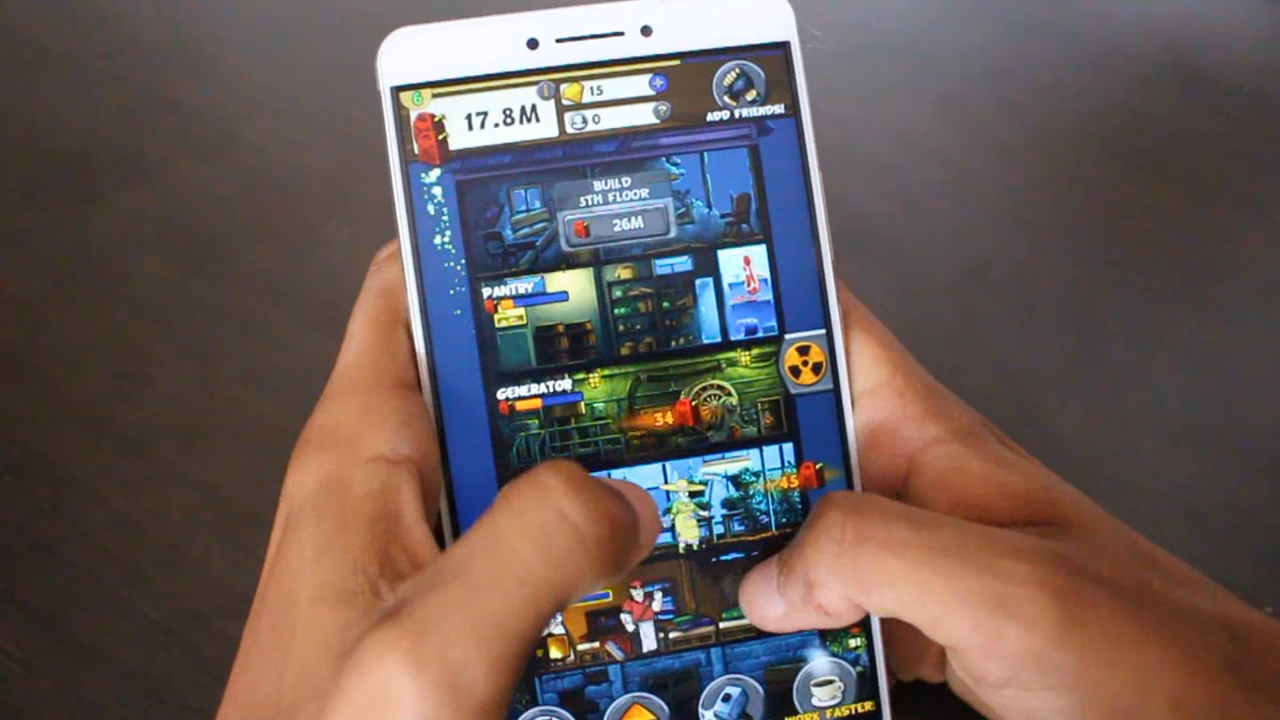 6
17.8M
15
0
ADD FRIENDS!
BUILD
5TH FLOOR
26M
PANTRY
GENERATOR
34
45
WORK FASTER!